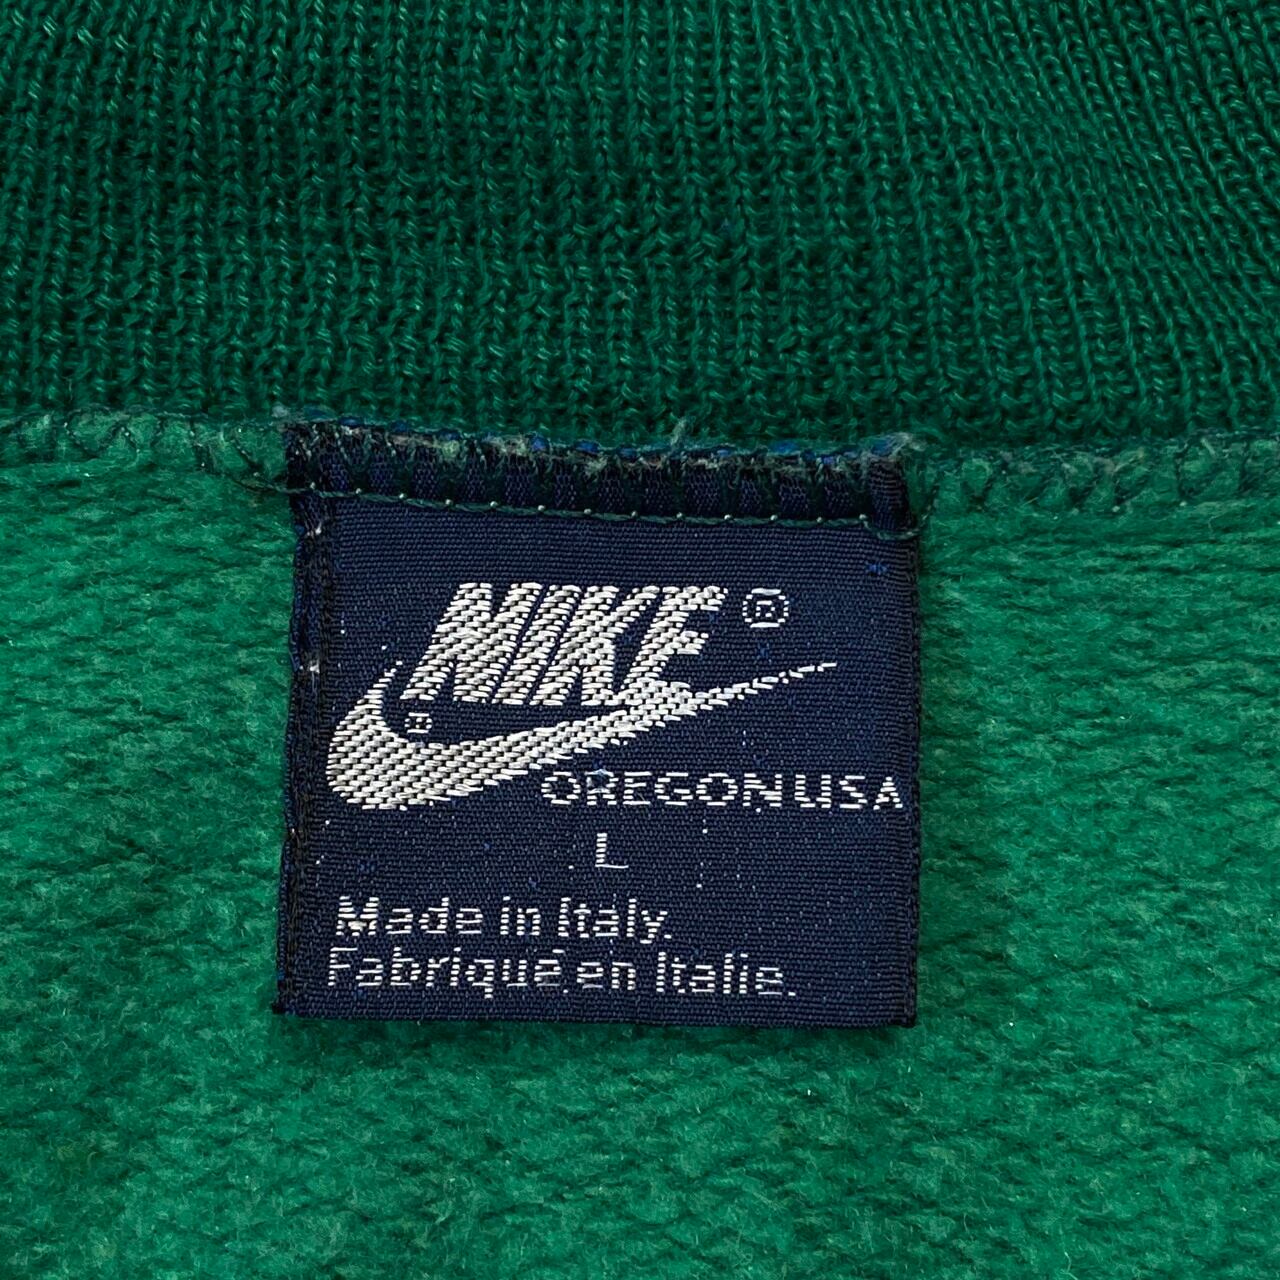 NIKE ®
®
OREGON USA
L
Made in Italy.
Fabriqué en Italie.